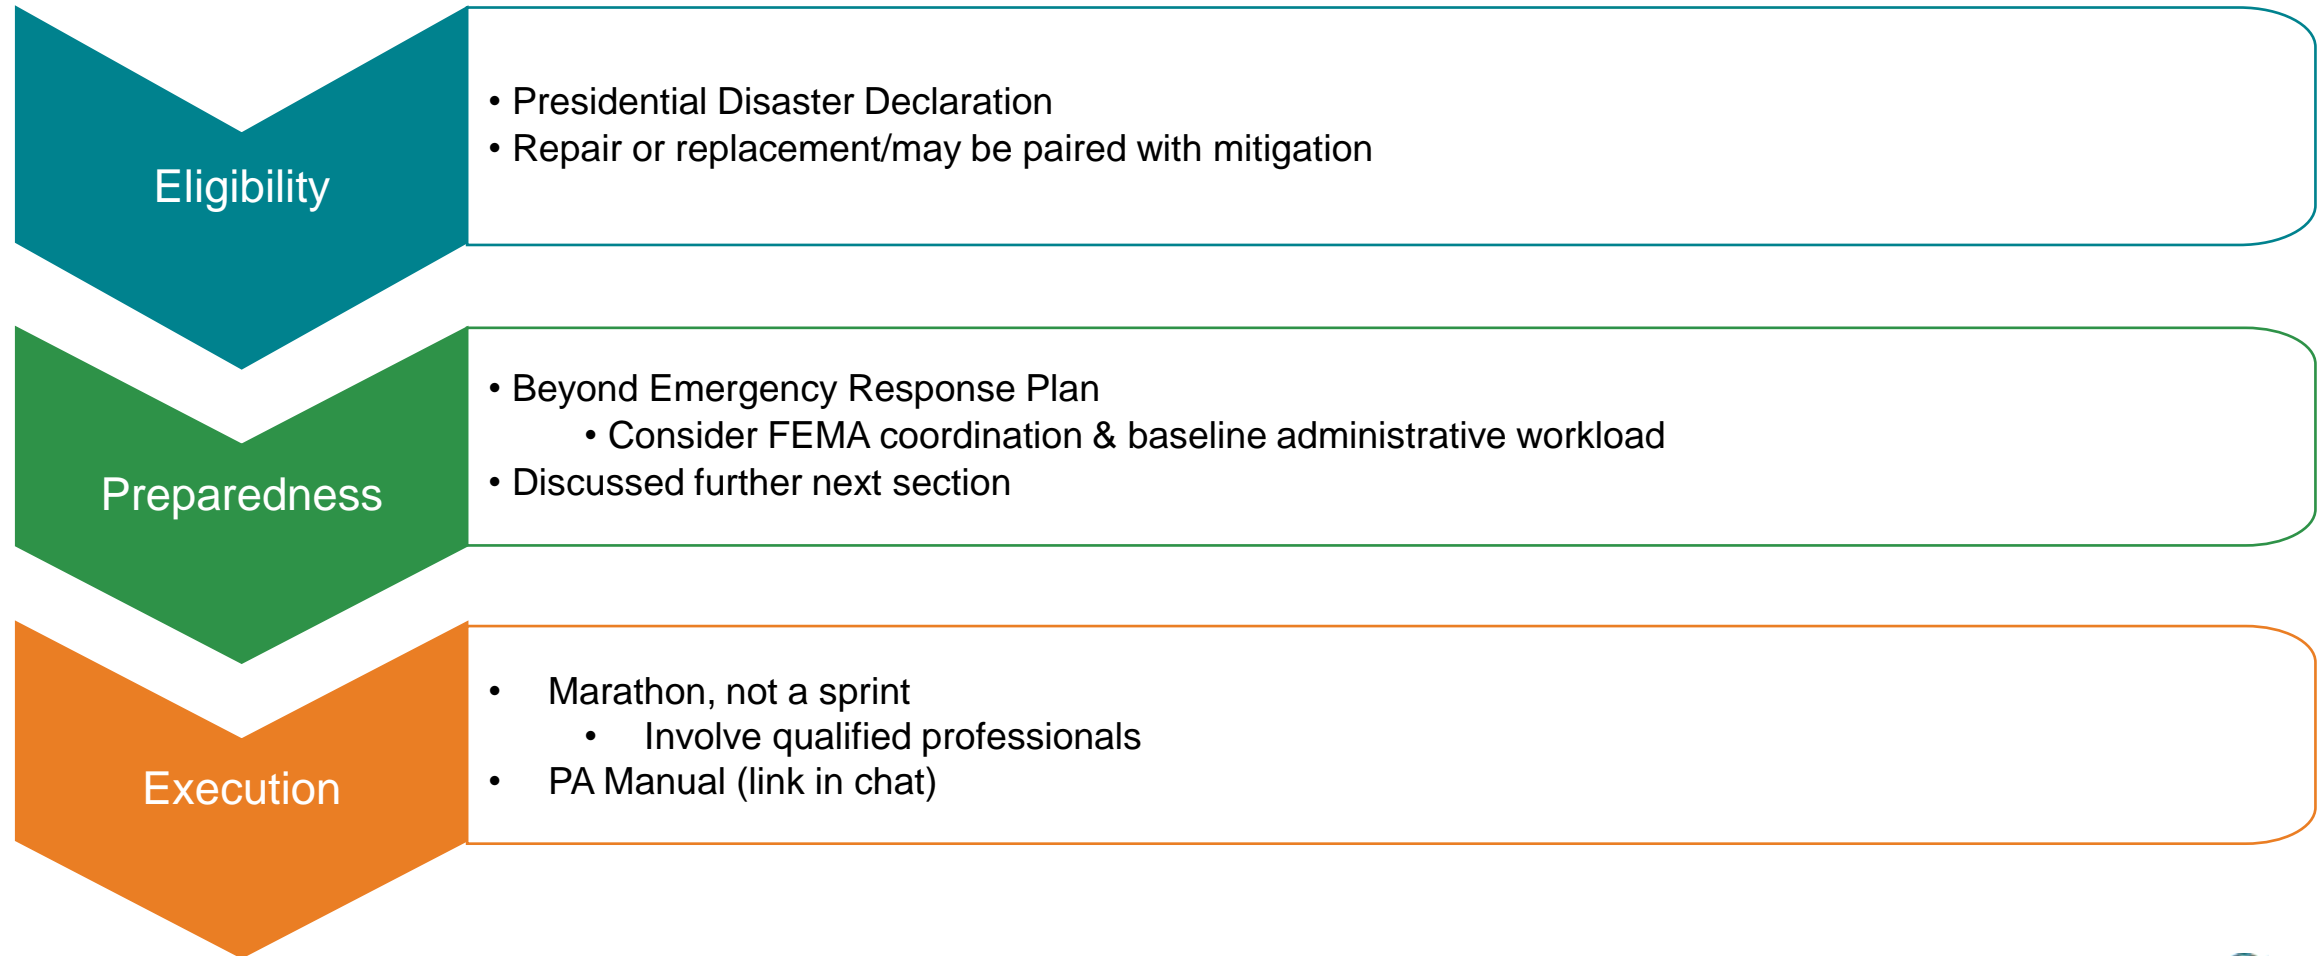 Eligibility
• Presidential Disaster Declaration
• Repair or replacement/may be paired with mitigation
Preparedness
• Beyond Emergency Response Plan
• Consider FEMA coordination & baseline administrative workload
• Discussed further next section
Execution
• Marathon, not a sprint
• Involve qualified professionals
• PA Manual (link in chat)